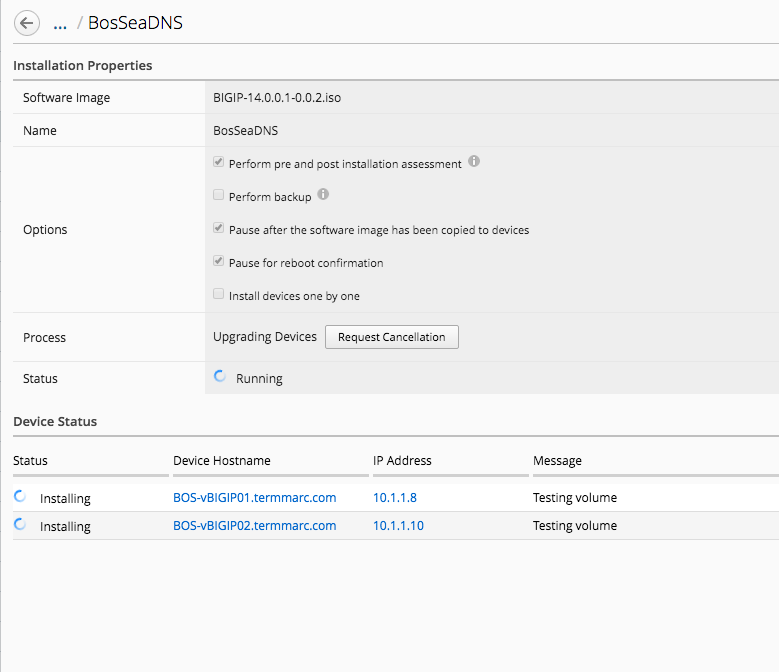 ... / BosSeaDNS
Installation Properties
Software Image BIGIP-14.0.0.1-0.0.2.iso
Name BosSeaDNS
Perform pre and post installation assessment
Perform backup
Options Pause after the software image has been copied to devices
Pause for reboot confirmation
Install devices one by one
Process Upgrading Devices Request Cancellation
Status Running
Device Status
Status Device Hostname IP Address Message
Installing BOS-vBIGIP01.termmarc.com 10.1.1.8 Testing volume
Installing BOS-vBIGIP02.termmarc.com 10.1.1.10 Testing volume